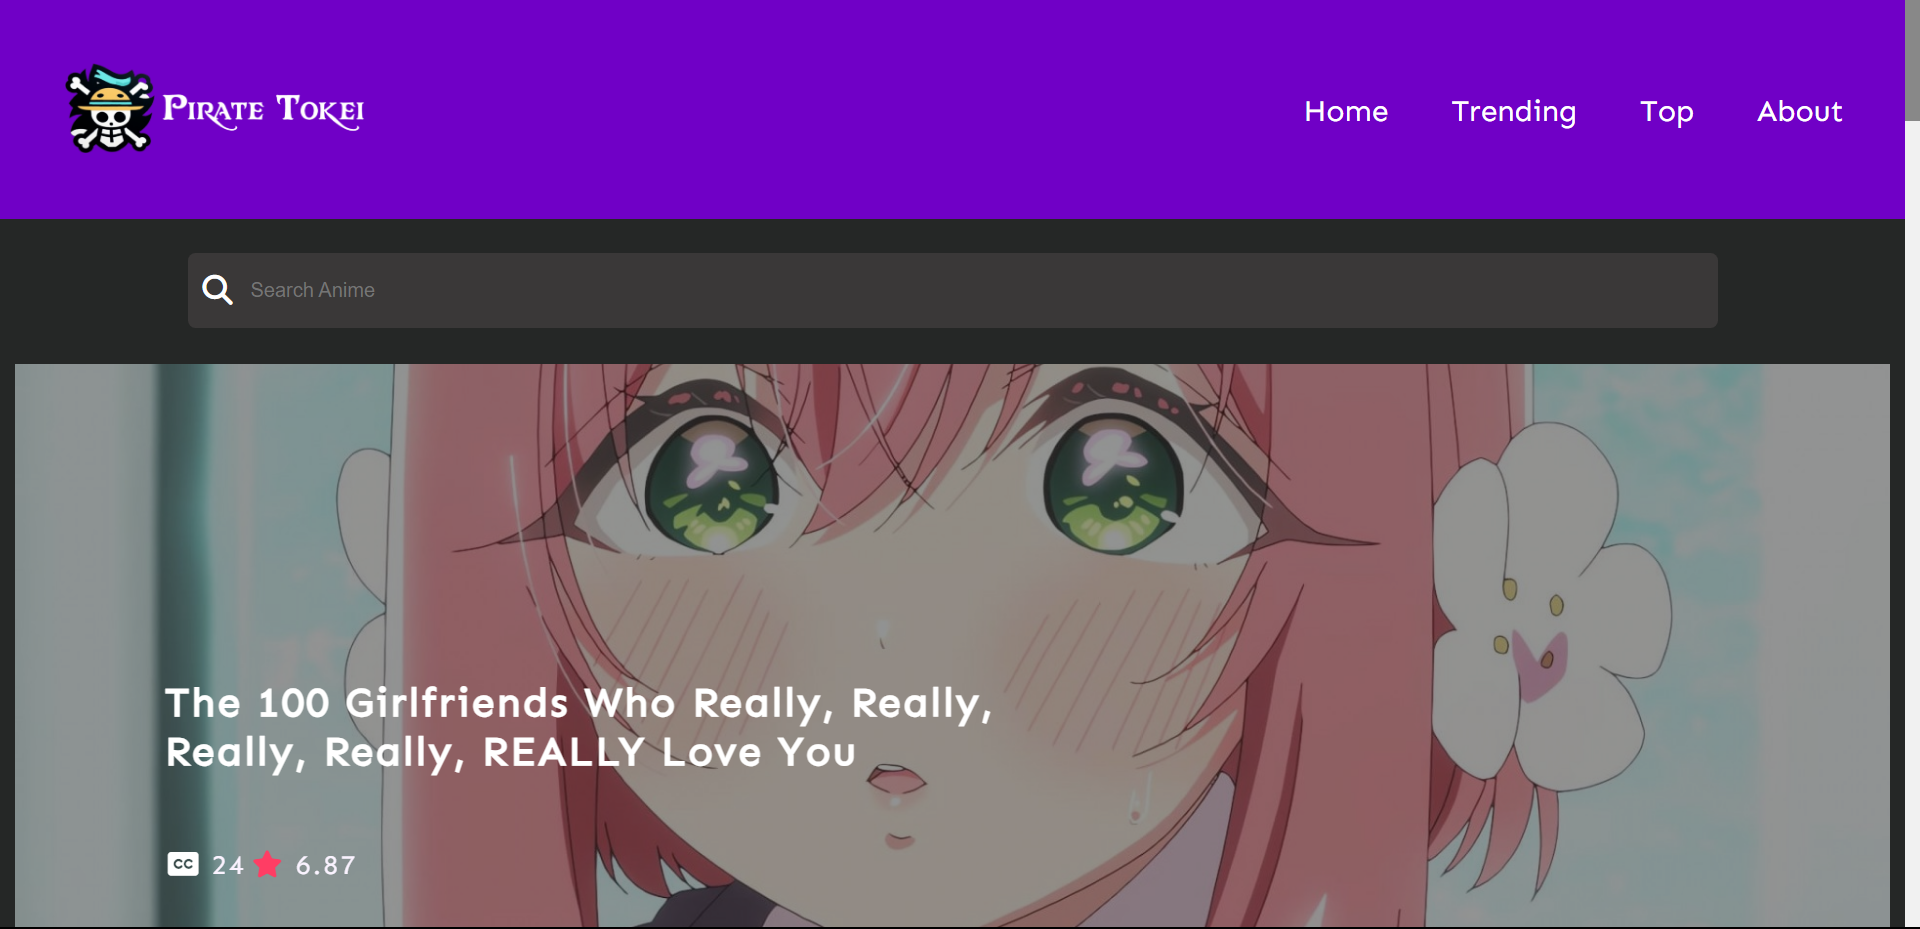 Pirate Tokei
Home Trending Top About
Search Anime
The 100 Girlfriends Who Really, Really,
Really, Really, REALLY Love You
CC 24 6.87